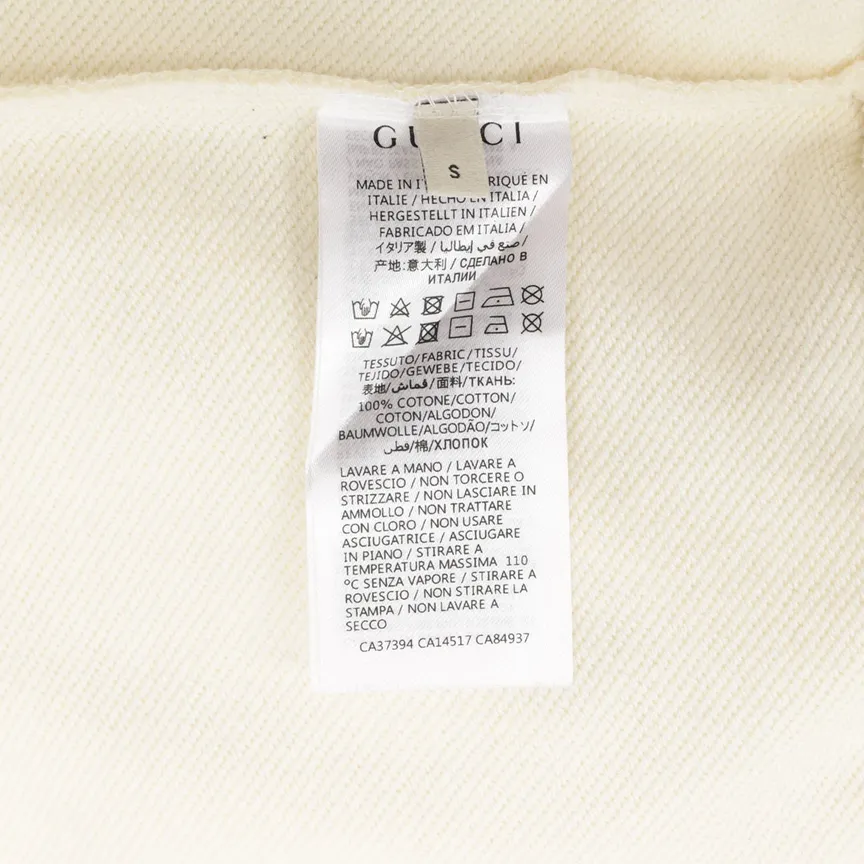 GU CI
S
MADE IN IT RIQUÉ EN
ITALIE / HECHO EN ITALIA /
HERGESTELLT IN ITALIEN /
FABRICADO EM ITALIA /
イタリア製 / صنع في إيطاليا /
产地:意大利 / СДЕЛАНО В
ИТАЛИИ
TESSUTO/FABRIC/TISSU/
TEJIDO/GEWEBE/TECIDO/
表地/قماش/面料/ТКАНЬ:
100% COTONE/COTTON/
COTON/ALGODON/
BAUMWOLLE/ALGODÃO/コットン/
قطن/棉/ХЛОПОК
LAVARE A MANO / LAVARE A
ROVESCIO / NON TORCERE O
STRIZZARE / NON LASCIARE IN
AMMOLLO / NON TRATTARE
CON CLORO / NON USARE
ASCIUGATRICE / ASCIUGARE
IN PIANO / STIRARE A
TEMPERATURA MASSIMA 110
ºC SENZA VAPORE / STIRARE A
ROVESCIO / NON STIRARE LA
STAMPA / NON LAVARE A
SECCO
CA37394 CA14517 CA84937